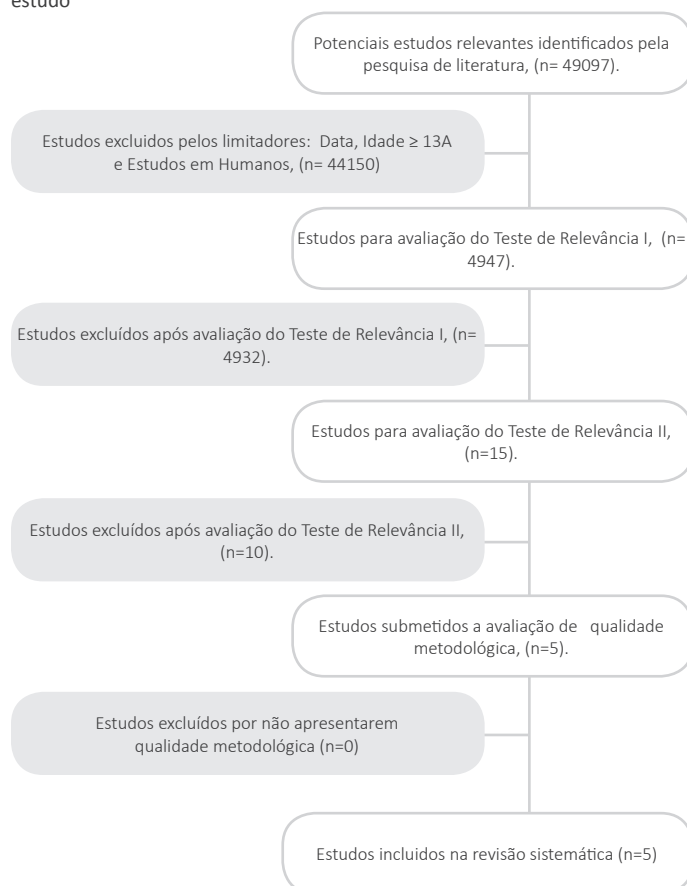 estudo
Potenciais estudos relevantes identificados pela
pesquisa de literatura, (n= 49097).
Estudos excluidos pelos limitadores: Data, Idade ≥ 13A
e Estudos em Humanos, (n= 44150)
Estudos para avaliação do Teste de Relevância I, (n=
4947).
Estudos excluídos após avaliação do Teste de Relevância I, (n=
4932).
Estudos para avaliação do Teste de Relevância II,
(n=15).
Estudos excluídos após avaliação do Teste de Relevância II,
(n=10).
Estudos submetidos a avaliação de qualidade
metodológica, (n=5).
Estudos excluídos por não apresentarem
qualidade metodológica (n=0)
Estudos incluidos na revisão sistemática (n=5)